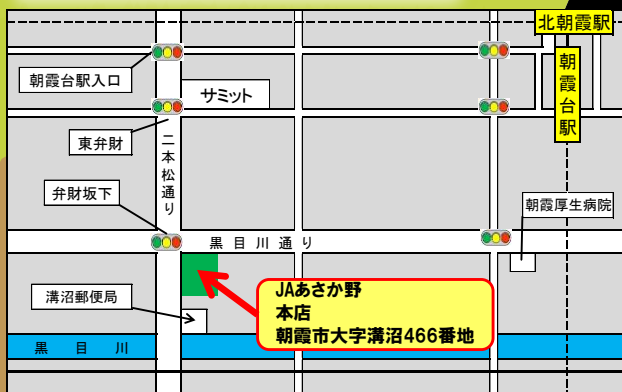 北朝霞駅
朝霞台駅
朝霞台駅入口
サミット
東弁財
二本松通り
弁財坂下
朝霞厚生病院
黒目川通り
溝沼郵便局
JAあさか野
本店
朝霞市大字溝沼466番地
黒目川